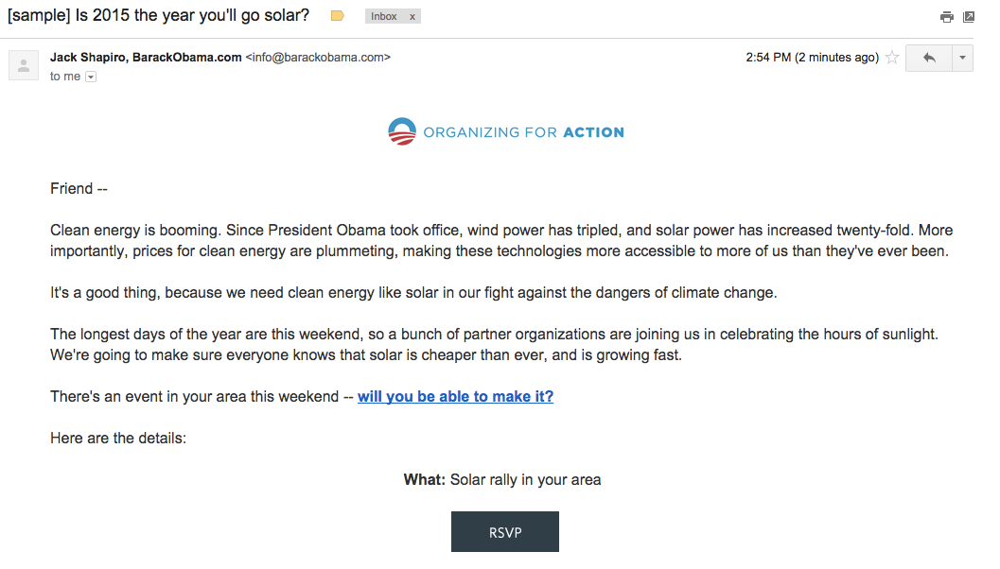 [sample] Is 2015 the year you'll go solar?
Inbox x
Jack Shapiro, BarackObama.com <info@barackobama.com>
2:54 PM (2 minutes ago)
to me
ORGANIZING FOR ACTION
Friend --
Clean energy is booming. Since President Obama took office, wind power has tripled, and solar power has increased twenty-fold. More
importantly, prices for clean energy are plummeting, making these technologies more accessible to more of us than they've ever been.
It's a good thing, because we need clean energy like solar in our fight against the dangers of climate change.
The longest days of the year are this weekend, so a bunch of partner organizations are joining us in celebrating the hours of sunlight.
We're going to make sure everyone knows that solar is cheaper than ever, and is growing fast.
There's an event in your area this weekend -- will you be able to make it?
Here are the details:
What: Solar rally in your area
RSVP